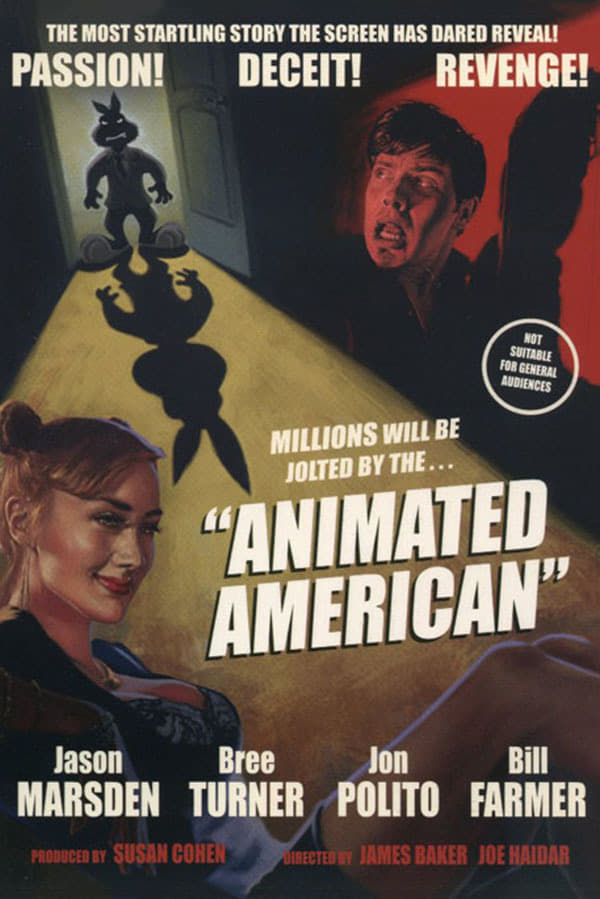 THE MOST STARTLING STORY THE SCREEN HAS DARED REVEAL!
PASSION! DECEIT! REVENGE!
NOT
SUITABLE
FOR GENERAL
AUDIENCES
MILLIONS WILL BE
JOLTED BY THE...
"ANIMATED
AMERICAN"
Jason MARSDEN
Bree TURNER
Jon POLITO
Bill FARMER
PRODUCED BY SUSAN COHEN DIRECTED BY JAMES BAKER JOE HAIDAR